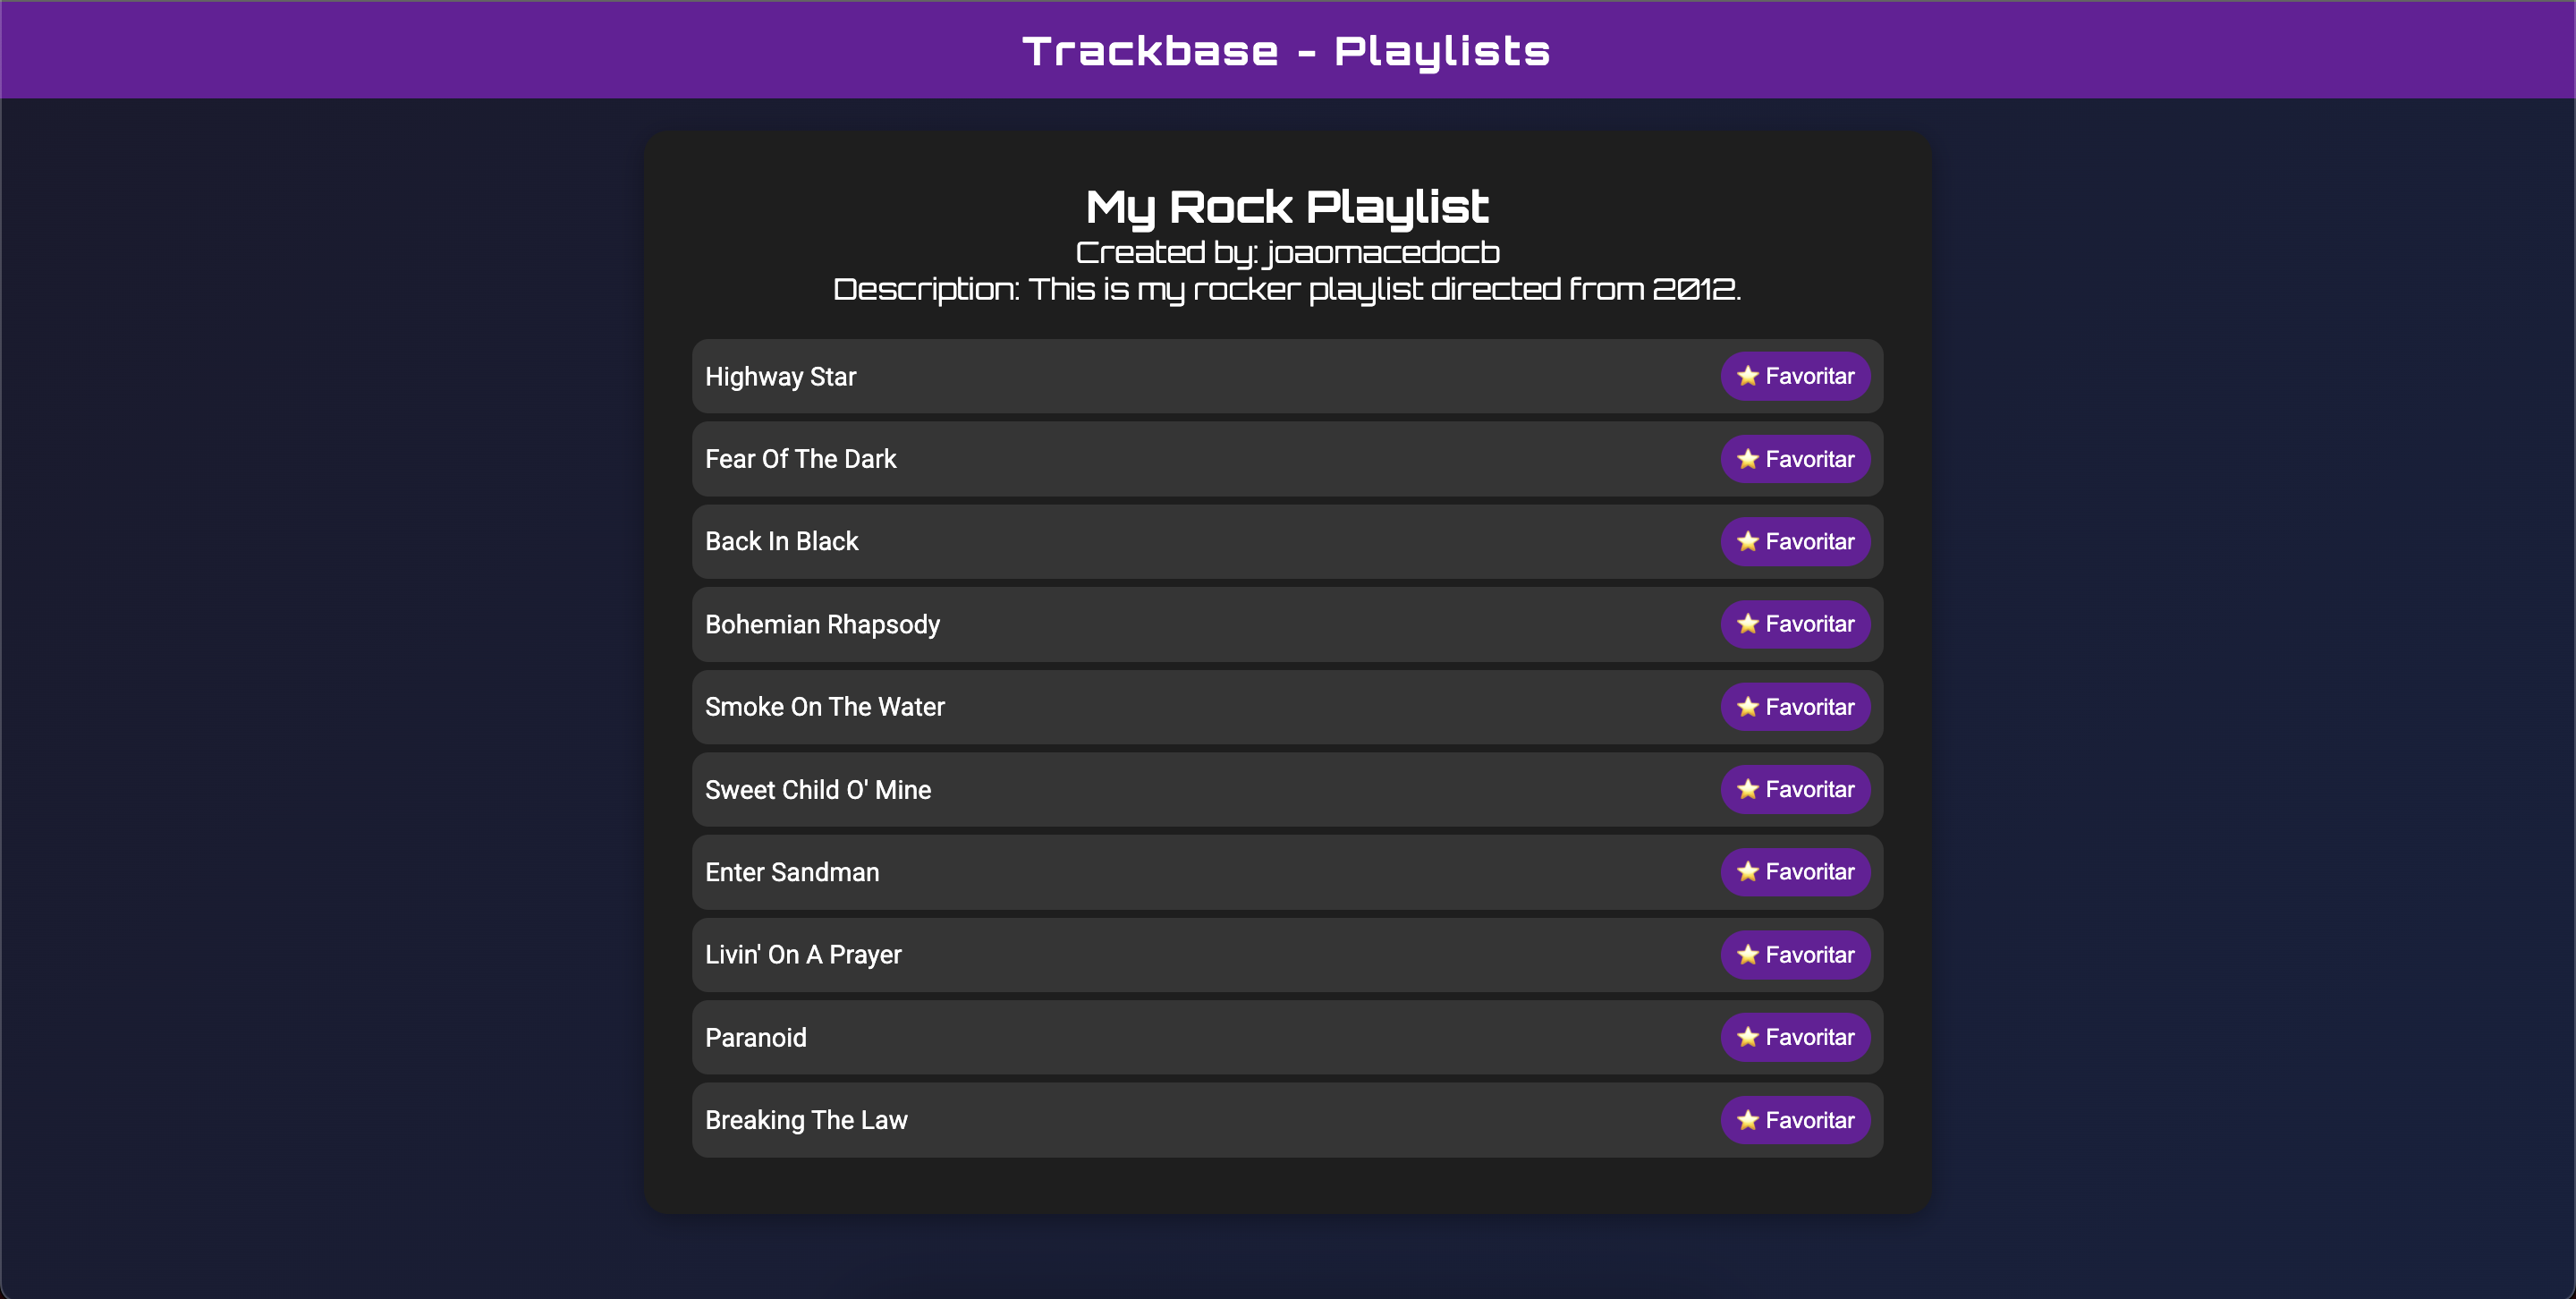 Trackbase - Playlists
My Rock Playlist
Created by: joaomacedocb
Description: This is my rocker playlist directed from 2012.
Highway Star
⭐ Favoritar
Fear Of The Dark
⭐ Favoritar
Back In Black
⭐ Favoritar
Bohemian Rhapsody
⭐ Favoritar
Smoke On The Water
⭐ Favoritar
Sweet Child O' Mine
⭐ Favoritar
Enter Sandman
⭐ Favoritar
Livin' On A Prayer
⭐ Favoritar
Paranoid
⭐ Favoritar
Breaking The Law
⭐ Favoritar